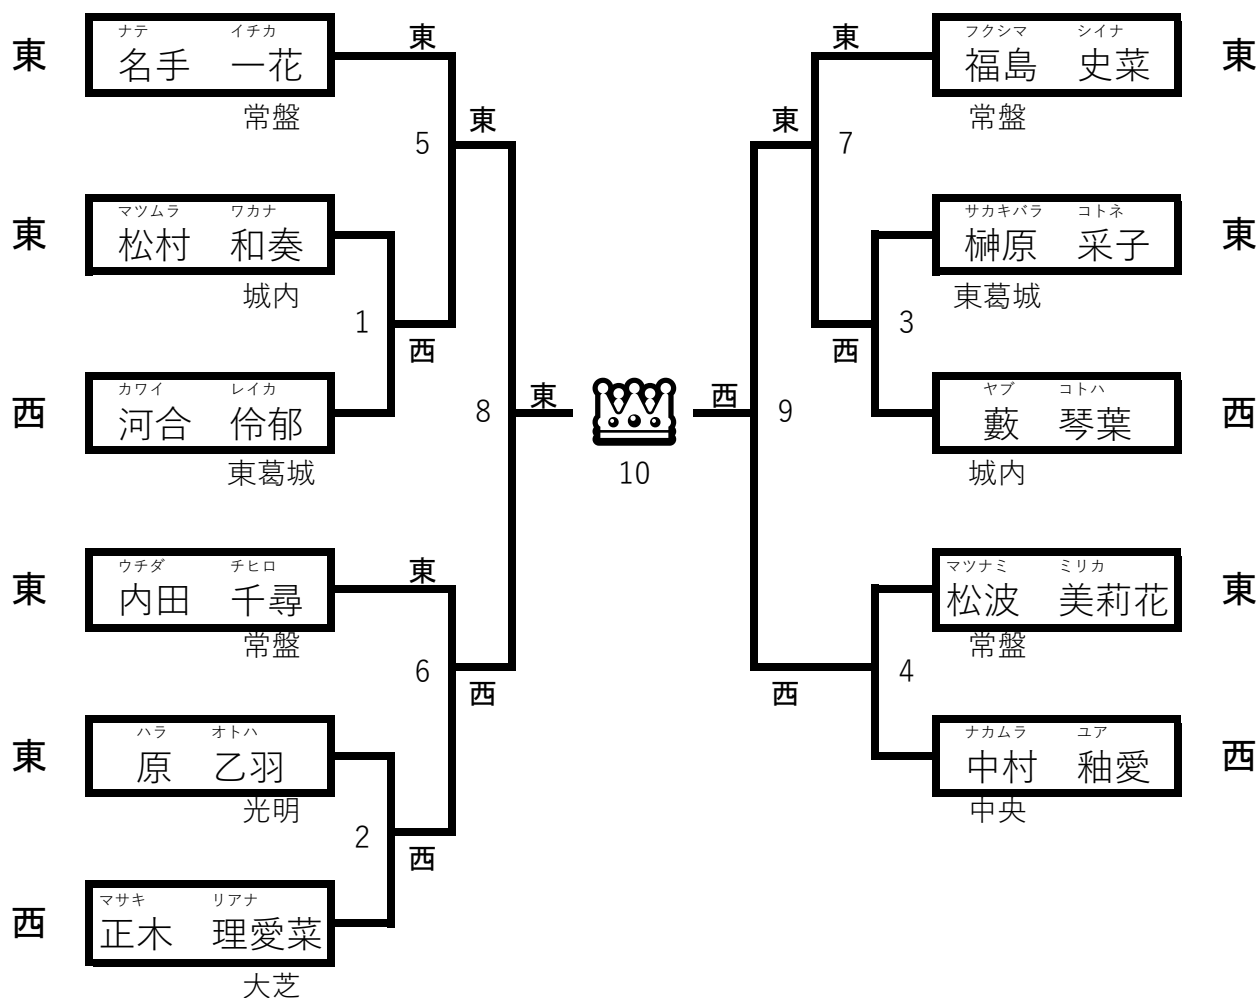 ナテ イチカ
東 名手 一花
常盤
東
5
東
マツムラ ワカナ
東 松村 和奏
城内
1
西
カワイ レイカ
西 河合 伶郁
東葛城
8
東
ウチダ チヒロ
東 内田 千尋
常盤
東
6
西
ハラ オトハ
東 原 乙羽
光明
2
西
マサキ リアナ
西 正木 理愛菜
大芝
10
フクシマ シイナ
福島 史菜 東
常盤
東
東
7
サカキバラ コトネ
榊原 采子 東
東葛城
3
西
ヤブ コトハ
藪 琴葉 西
城内
西
9
マツナミ ミリカ
松波 美莉花 東
常盤
4
西
ナカムラ ユア
中村 釉愛 西
中央